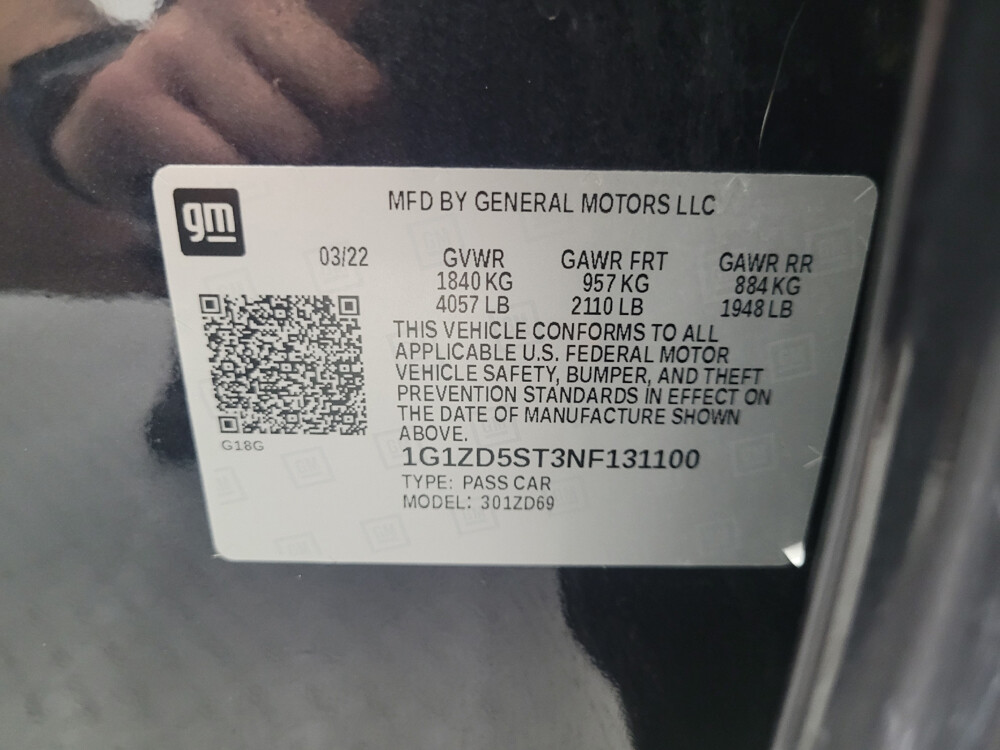 gm
MFD BY GENERAL MOTORS LLC
03/22 GVWR GAWR FRT GAWR RR
1840 KG 957 KG 884 KG
4057 LB 2110 LB 1948 LB
THIS VEHICLE CONFORMS TO ALL
APPLICABLE U.S. FEDERAL MOTOR
VEHICLE SAFETY, BUMPER, AND THEFT
PREVENTION STANDARDS IN EFFECT ON
THE DATE OF MANUFACTURE SHOWN
ABOVE.
G18G
1G1ZD5ST3NF131100
TYPE: PASS CAR
MODEL: 301ZD69